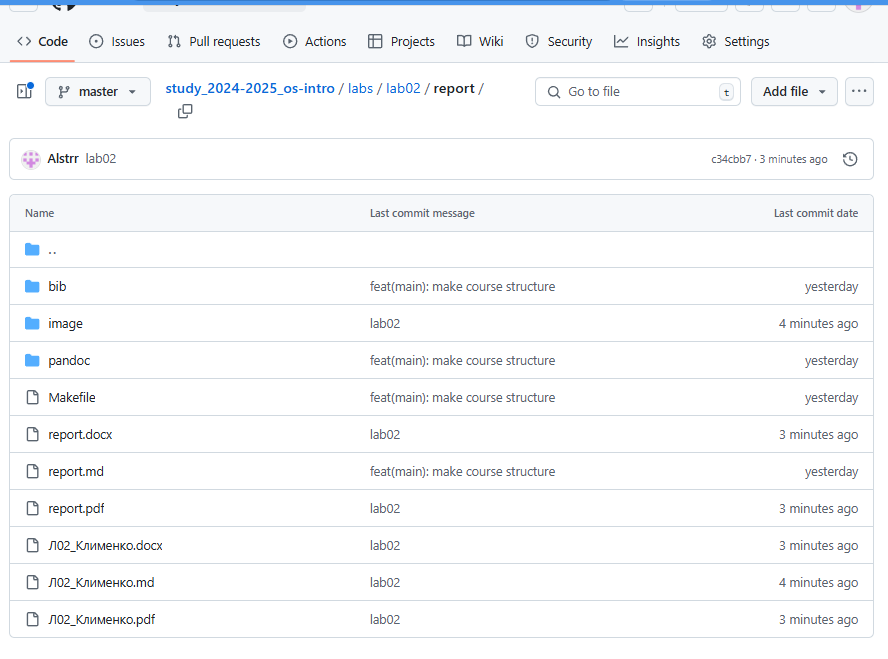 Code Issues Pull requests Actions Projects Wiki Security Insights Settings
master study_2024-2025_os-intro / labs / lab02 / report / Go to file t Add file
Alstrr lab02 c34cbb7 · 3 minutes ago
Name Last commit message Last commit date
..
bib feat(main): make course structure yesterday
image lab02 4 minutes ago
pandoc feat(main): make course structure yesterday
Makefile feat(main): make course structure yesterday
report.docx lab02 3 minutes ago
report.md feat(main): make course structure yesterday
report.pdf lab02 3 minutes ago
Л02_Клименко.docx lab02 3 minutes ago
Л02_Клименко.md lab02 4 minutes ago
Л02_Клименко.pdf lab02 3 minutes ago